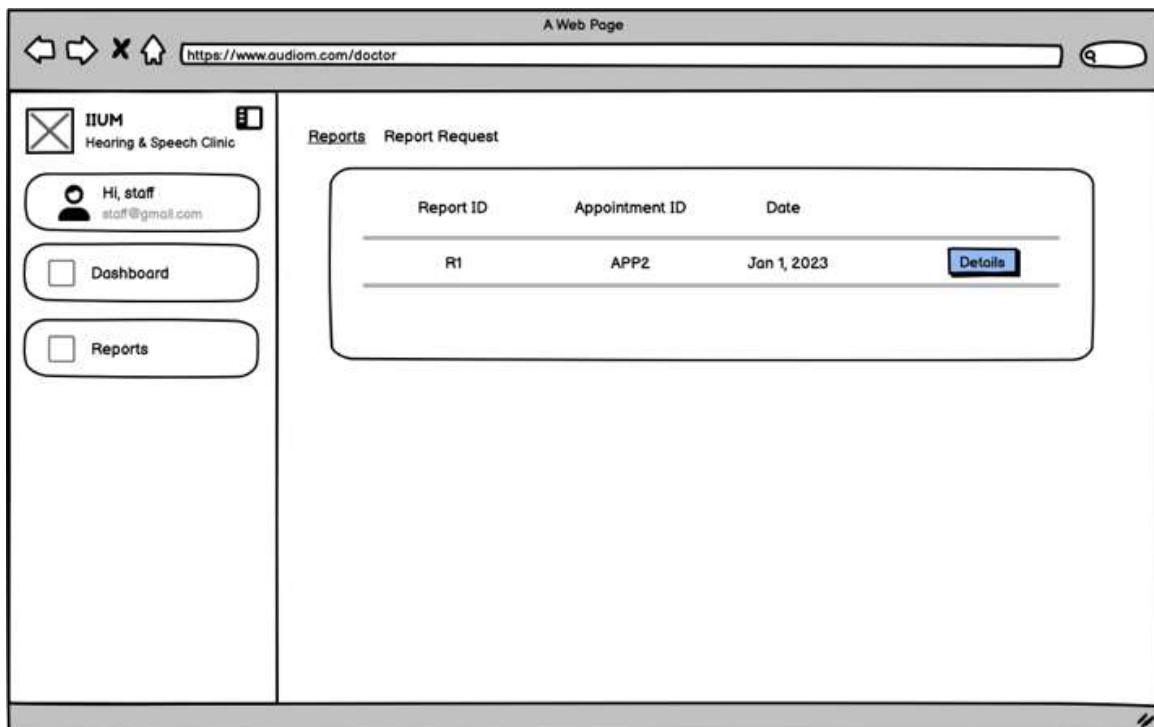 A Web Page
https://www.audiom.com/doctor
IIUM
Hearing & Speech Clinic
Hi, staff
staff@gmail.com
Dashboard
Reports
Reports Report Request
Report ID Appointment ID Date
R1 APP2 Jan 1, 2023 Details